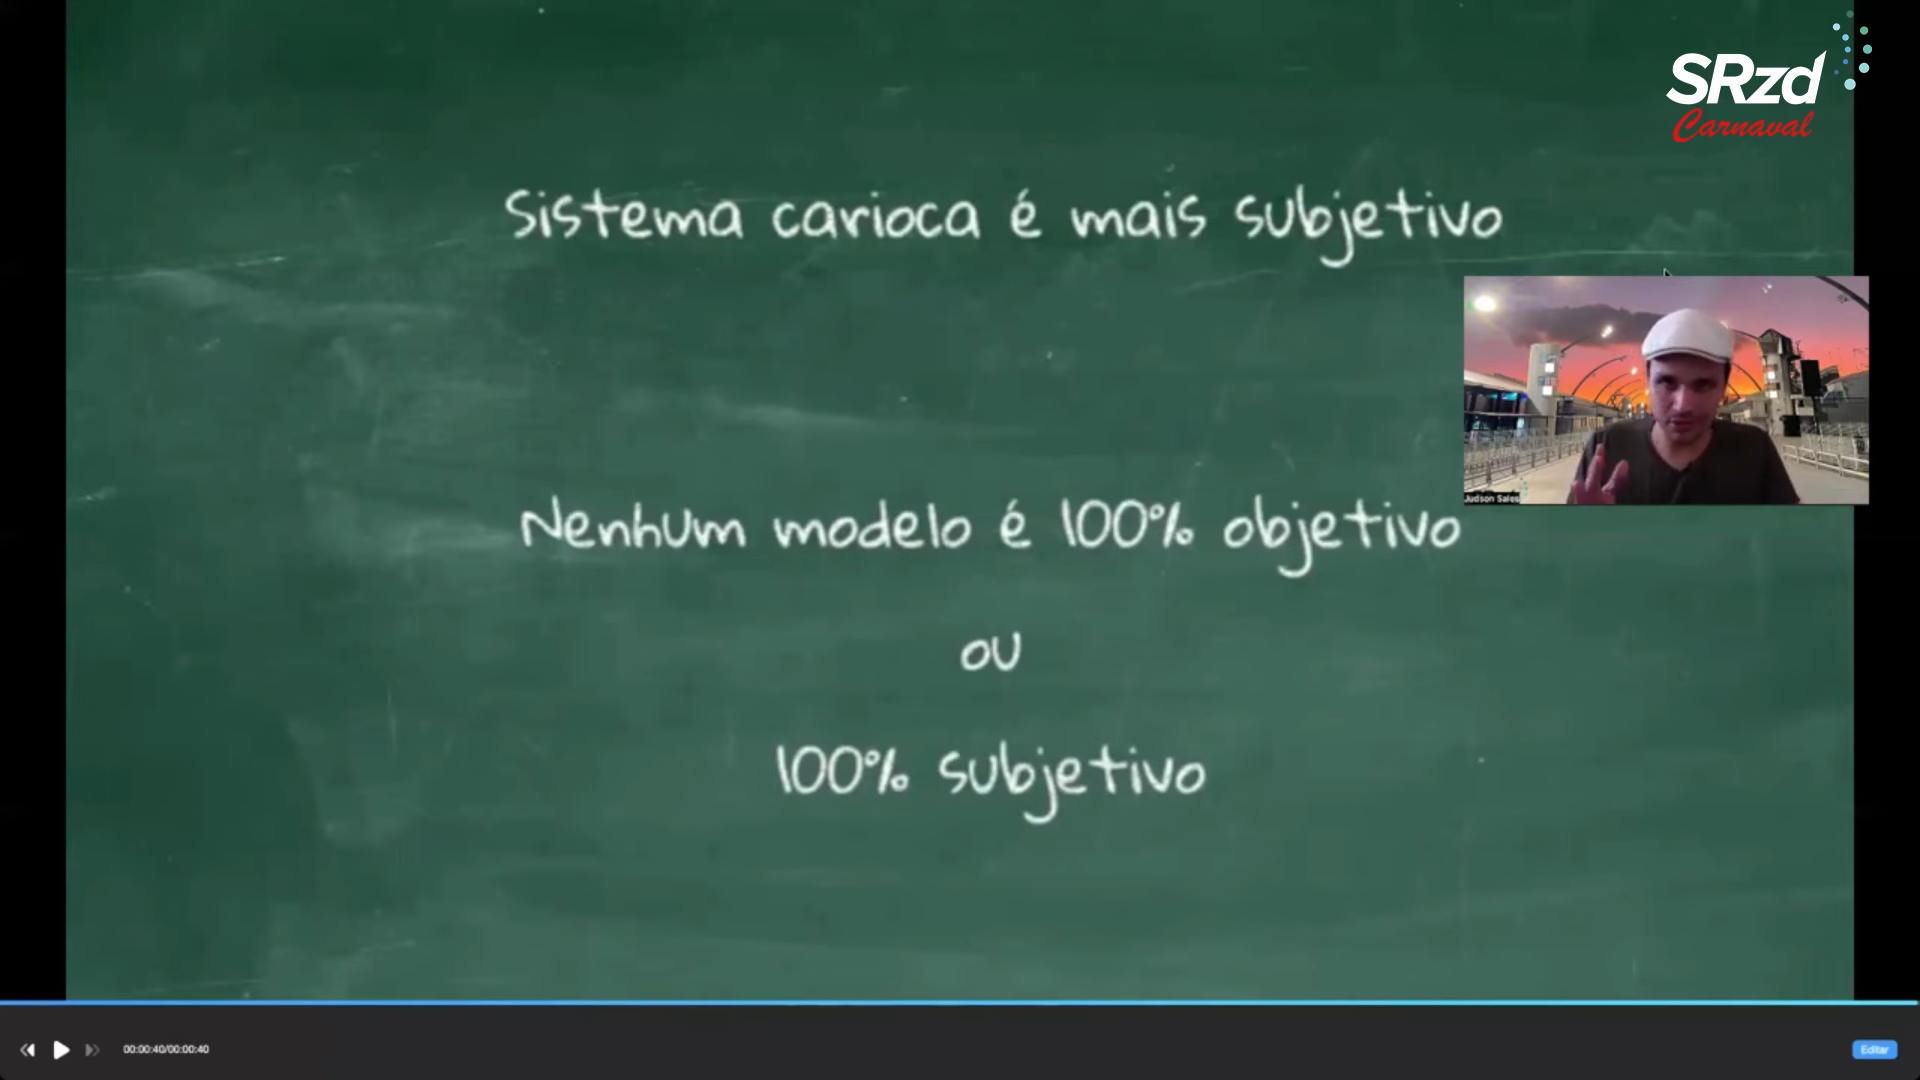 SRzd
Carnaval
Sistema carioca é mais subjetivo
Judson Sales
Nenhum modelo é 100% objetivo
ou
100% subjetivo
00:00:40/00:00:40
Editar